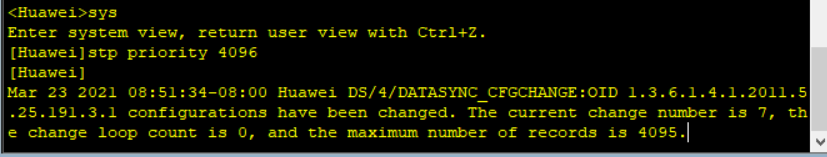 <Huawei>sys
Enter system view, return user view with Ctrl+Z.
[Huawei]stp priority 4096
[Huawei]
Mar 23 2021 08:51:34-08:00 Huawei DS/4/DATASYNC_CFGCHANGE:OID 1.3.6.1.4.1.2011.5
.25.191.3.1 configurations have been changed. The current change number is 7, th
e change loop count is 0, and the maximum number of records is 4095.